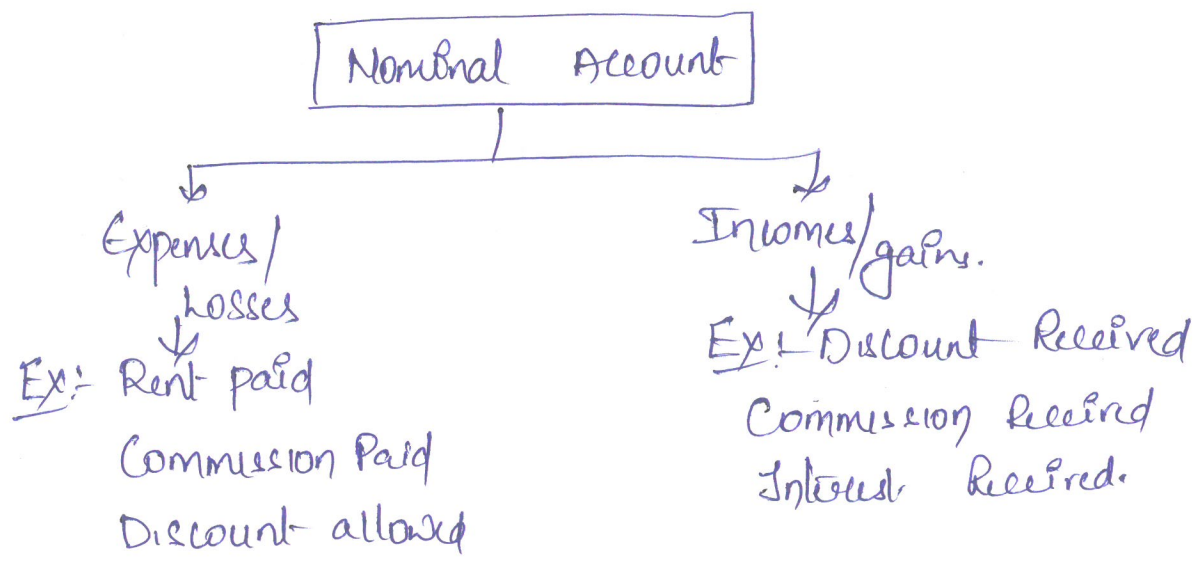 Nominal Account
Expenses/
Losses
Ex:- Rent paid
Commission Paid
Discount allowed
Incomes/gains.
Ex:- Discount Received
Commission Received
Interest Received.